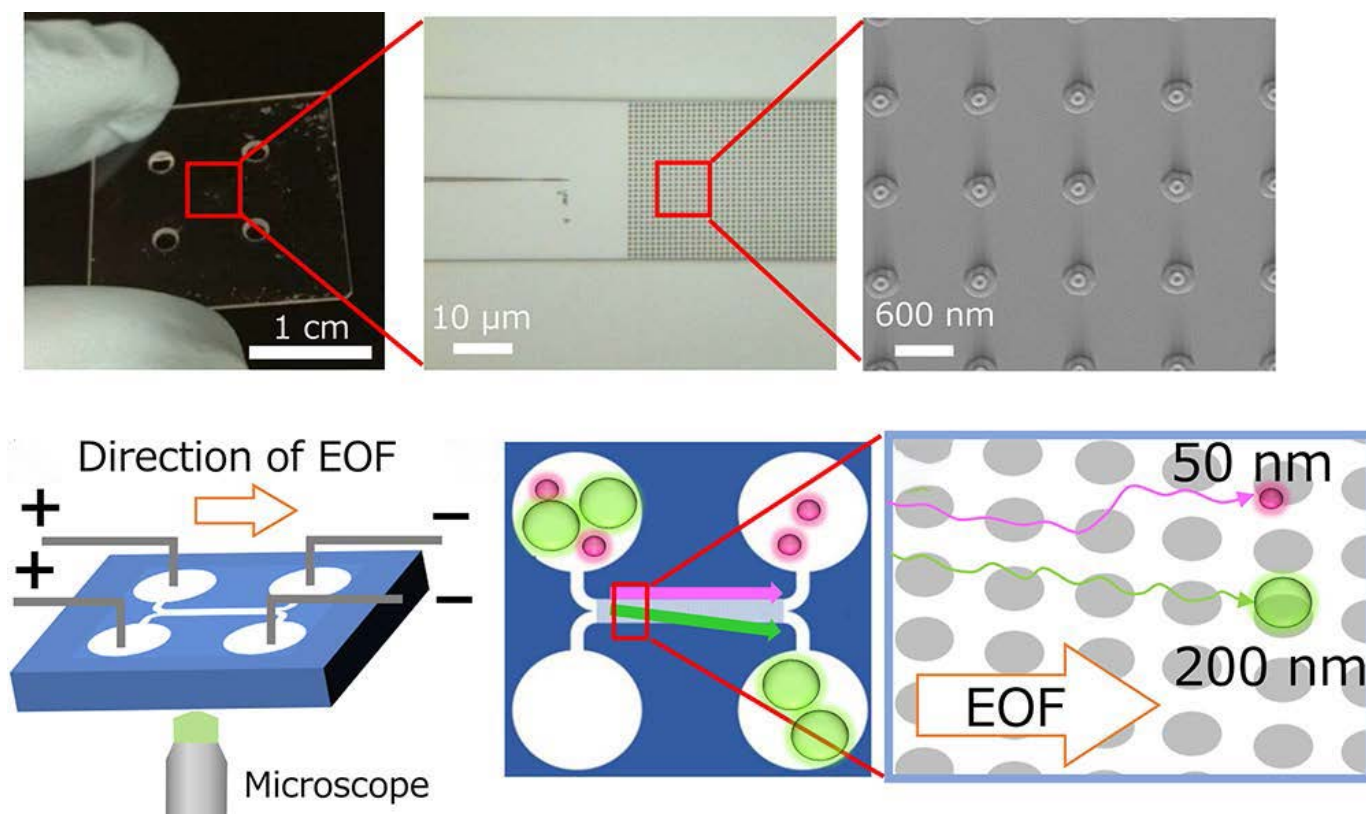 1 cm
10 µm
600 nm
Direction of EOF
+
−
+
−
Microscope
50 nm
200 nm
EOF